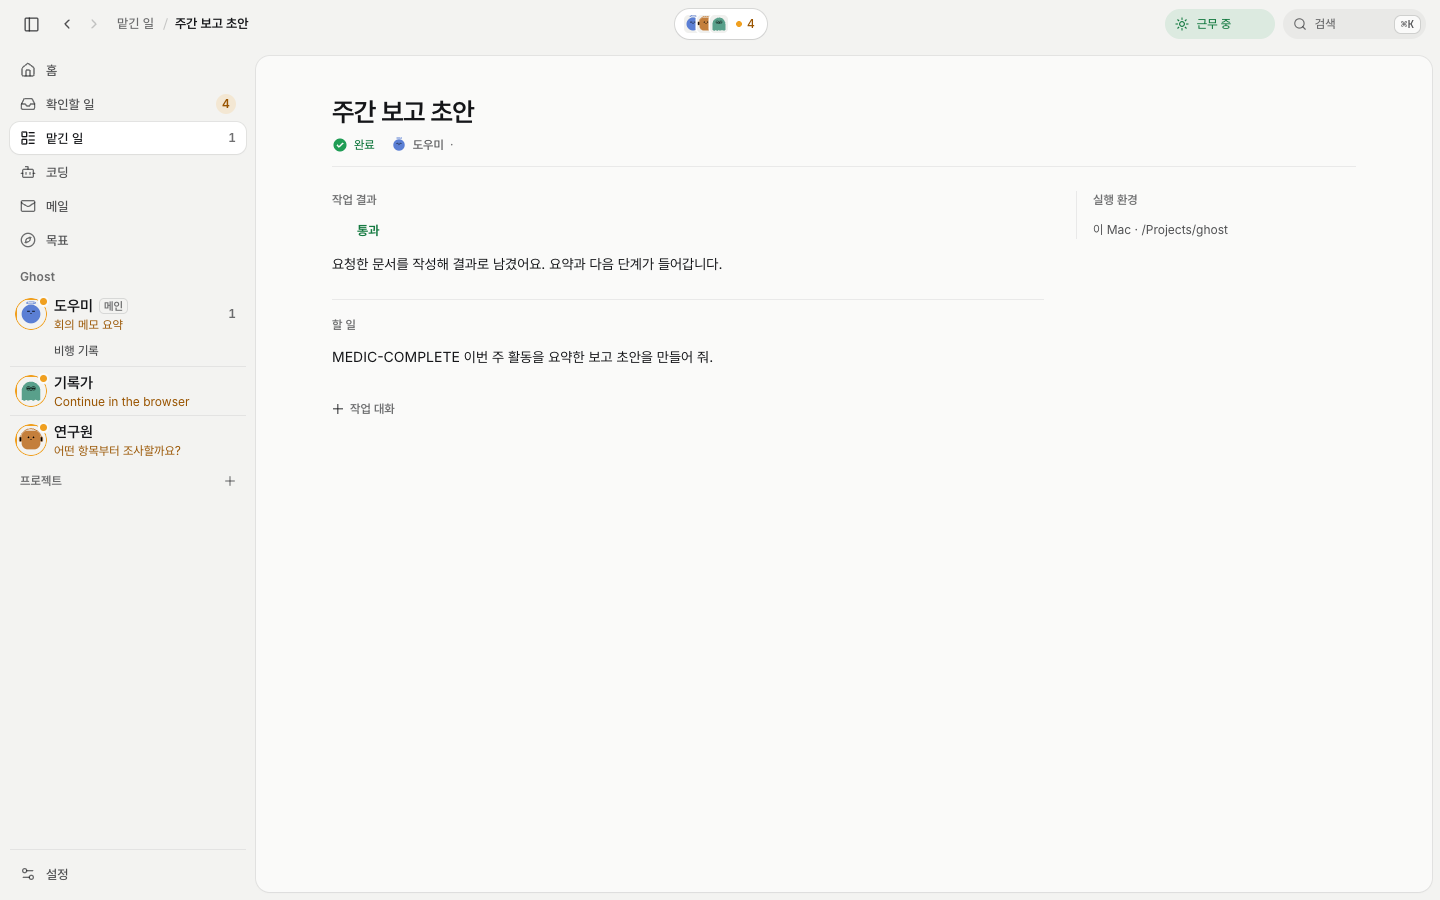 맡긴 일 / 주간 보고 초안
4
근무 중
검색 ⌘K
홈
확인할 일 4
맡긴 일 1
코딩
메일
목표
Ghost
도우미 메인 1
회의 메모 요약
비행 기록
기록가
Continue in the browser
연구원
어떤 항목부터 조사할까요?
프로젝트
설정
주간 보고 초안
완료 도우미 ·
작업 결과
통과
요청한 문서를 작성해 결과로 남겼어요. 요약과 다음 단계가 들어갑니다.
할 일
MEDIC-COMPLETE 이번 주 활동을 요약한 보고 초안을 만들어 줘.
작업 대화
실행 환경
이 Mac · /Projects/ghost